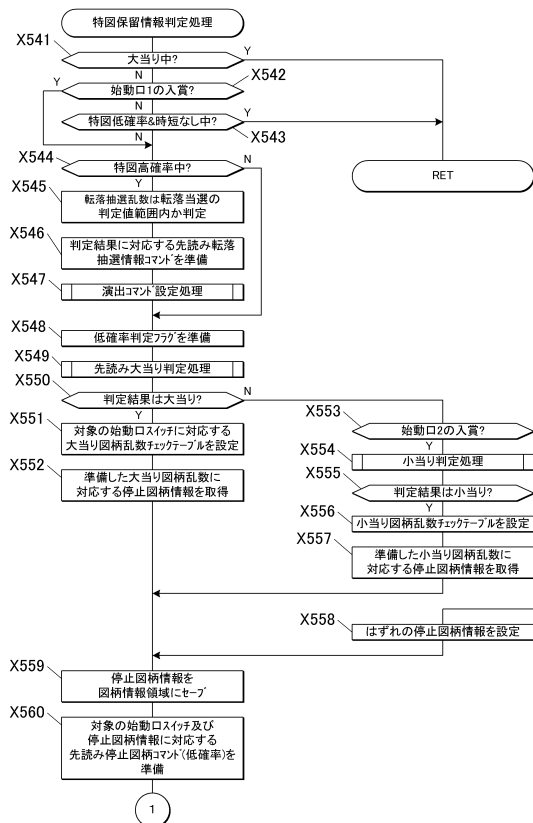 特図保留情報判定処理
X541
大当り中?
Y
N
X542
Y
始動口1の入賞?
N
Y
特図低確率&時短なし中?
X543
N
X544
特図高確率中?
N
Y
RET
X545
転落抽選乱数は転落当選の
判定値範囲内か判定
X546
判定結果に対応する先読み転落
抽選情報コマンドを準備
X547
演出コマンド設定処理
X548
低確率判定フラグを準備
X549
先読み大当り判定処理
X550
判定結果は大当り?
N
Y
X551
対象の始動口スイッチに対応する
大当り図柄乱数チェックテーブルを設定
X552
準備した大当り図柄乱数に
対応する停止図柄情報を取得
X553
始動口2の入賞?
Y
X554
小当り判定処理
X555
判定結果は小当り?
Y
X556
小当り図柄乱数チェックテーブルを設定
X557
準備した小当り図柄乱数に
対応する停止図柄情報を取得
X558
はずれの停止図柄情報を設定
X559
停止図柄情報を
図柄情報領域にセーブ
X560
対象の始動口スイッチ及び
停止図柄情報に対応する
先読み停止図柄コマンド(低確率)を
準備
1